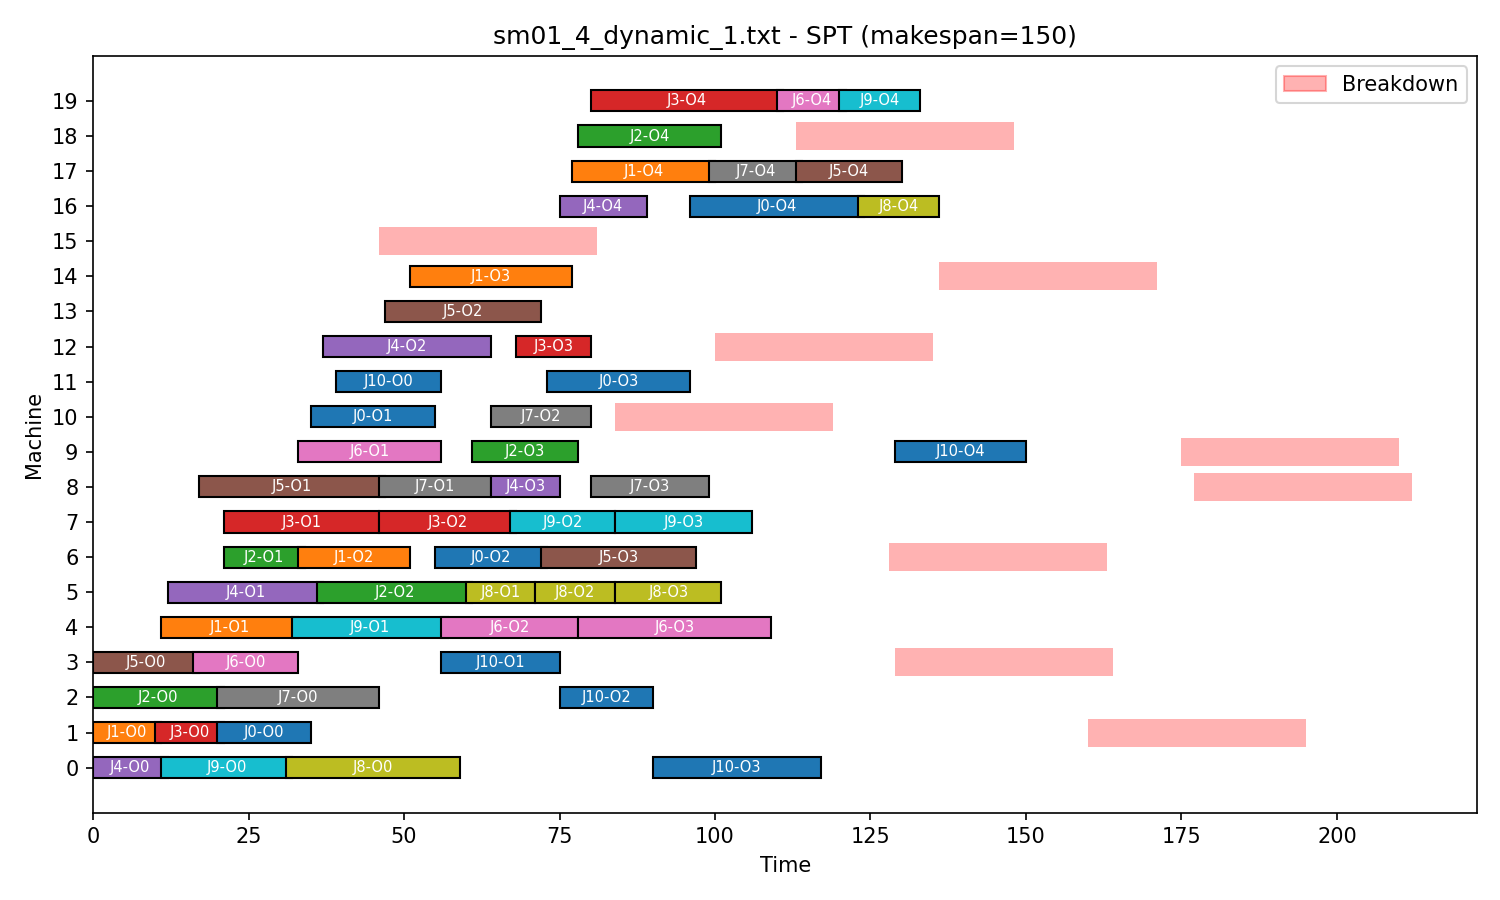 sm01_4_dynamic_1.txt - SPT (makespan=150)
Breakdown
19 J3-O4 J6-O4 J9-O4
18 J2-O4
17 J1-O4 J7-O4 J5-O4
16 J4-O4 J0-O4 J8-O4
15
14 J1-O3
13 J5-O2
12 J4-O2 J3-O3
11 J10-O0 J0-O3
10 J0-O1 J7-O2
9 J6-O1 J2-O3 J10-O4
8 J5-O1 J7-O1 J4-O3 J7-O3
7 J3-O1 J3-O2 J9-O2 J9-O3
6 J2-O1 J1-O2 J0-O2 J5-O3
5 J4-O1 J2-O2 J8-O1 J8-O2 J8-O3
4 J1-O1 J9-O1 J6-O2 J6-O3
3 J5-O0 J6-O0 J10-O1
2 J2-O0 J7-O0 J10-O2
1 J1-O0 J3-O0 J0-O0
0 J4-O0 J9-O0 J8-O0 J10-O3
Machine
0 25 50 75 100 125 150 175 200
Time